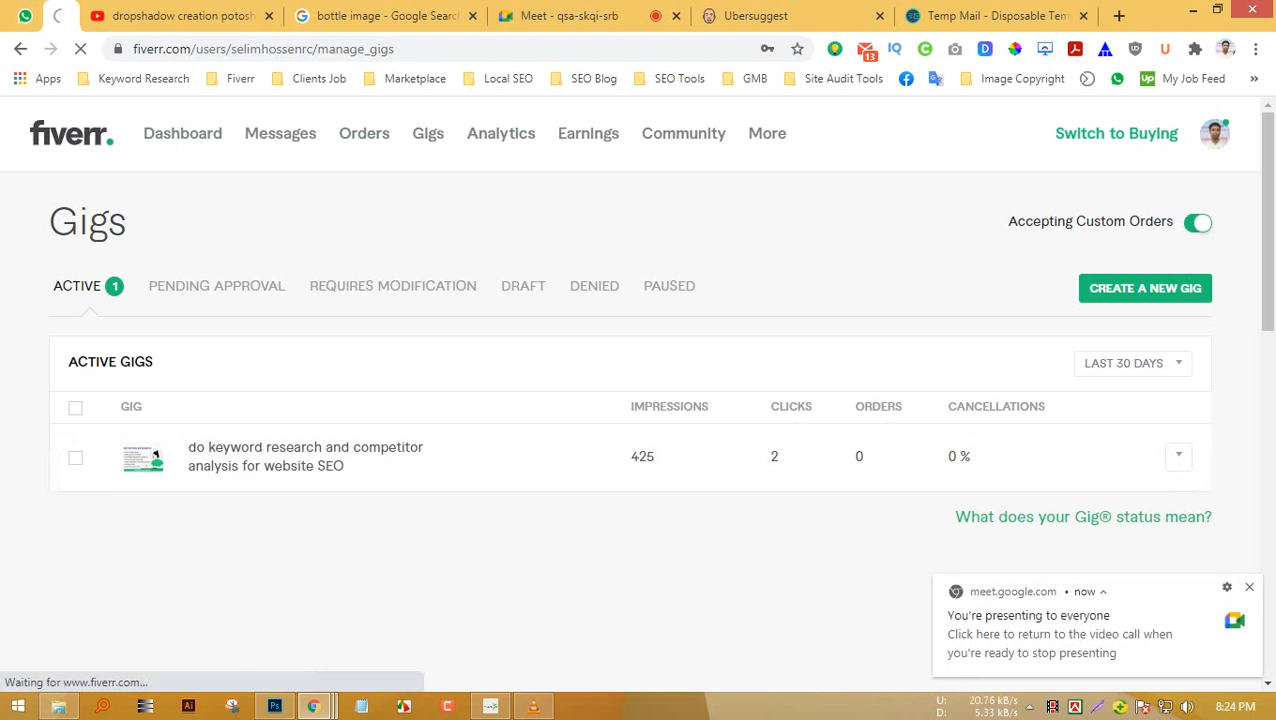 dropshadow creation potosh
bottle image - Google Searc
Meet - qsa-skqi-srb
Ubersuggest
Temp Mail - Disposable Tem
fiverr.com/users/selimhossenrc/manage_gigs
13
Apps
Keyword Research
Fiverr
Clients Job
Marketplace
Local SEO
SEO Blog
SEO Tools
GMB
Site Audit Tools
Image Copyright
My Job Feed
fiverr.
Dashboard
Messages
Orders
Gigs
Analytics
Earnings
Community
More
Switch to Buying
Gigs
Accepting Custom Orders
ACTIVE 1
PENDING APPROVAL
REQUIRES MODIFICATION
DRAFT
DENIED
PAUSED
CREATE A NEW GIG
ACTIVE GIGS
LAST 30 DAYS
GIG
IMPRESSIONS
CLICKS
ORDERS
CANCELLATIONS
do keyword research and competitor
analysis for website SEO
425
2
0
0 %
What does your Gig® status mean?
meet.google.com • now
You're presenting to everyone
Click here to return to the video call when
you're ready to stop presenting
Waiting for www.fiverr.com...
U: 20.76 kB/s
D: 5.33 kB/s
8:24 PM